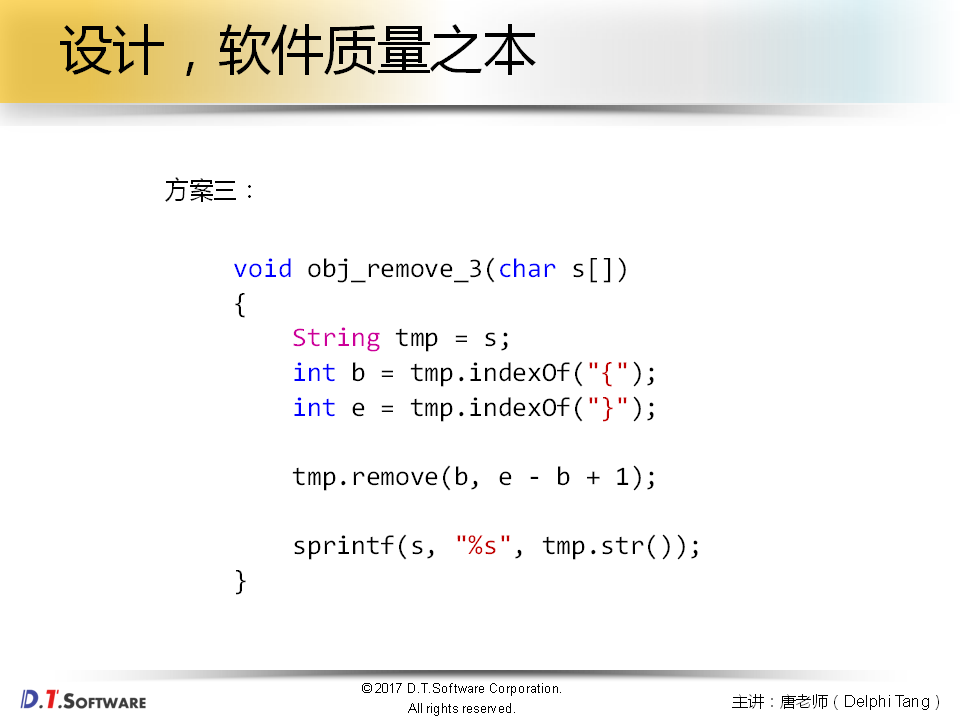 设计，软件质量之本
方案三：
void obj_remove_3(char s[])
{
    String tmp = s;
    int b = tmp.indexOf("{");
    int e = tmp.indexOf("}");
    tmp.remove(b, e - b + 1);
    sprintf(s, "%s", tmp.str());
}
D.T.SOFTWARE
©2017 D.T.Software Corporation.
All rights reserved.
主讲：唐老师（Delphi Tang）